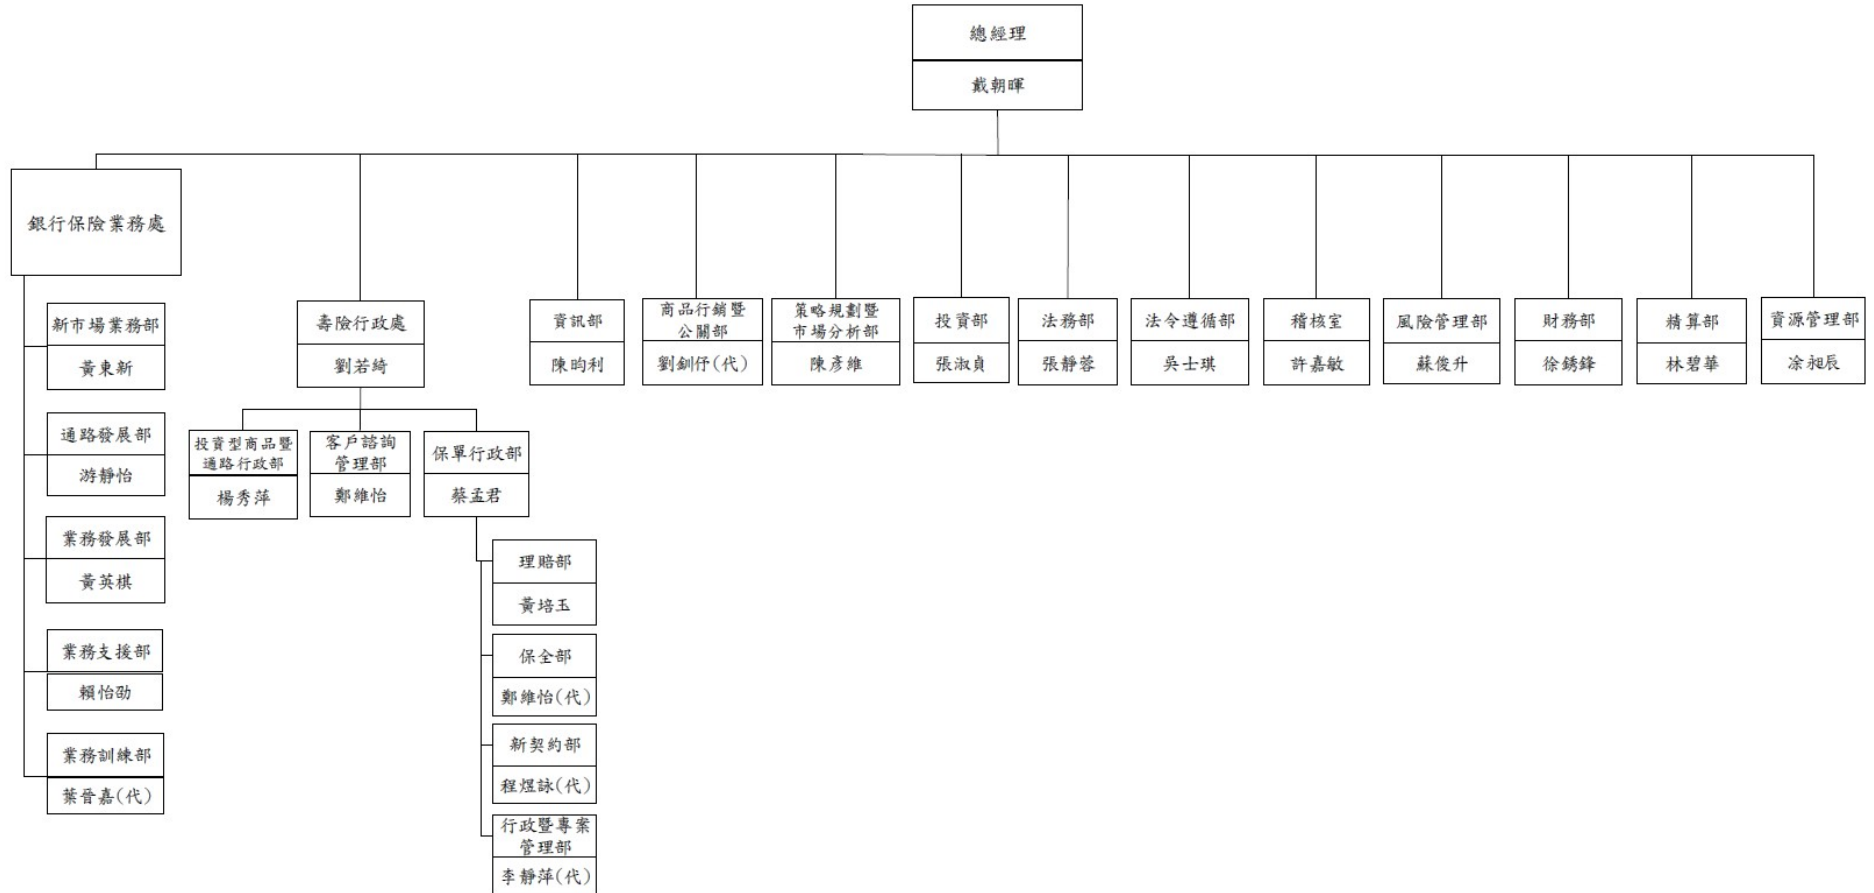 總經理
戴朝暉
銀行保險業務處
新市場業務部
黃東新
通路發展部
游靜怡
業務發展部
黃英棋
業務支援部
賴怡劭
業務訓練部
葉晉嘉(代)
壽險行政處
劉若綺
投資型商品暨
通路行政部
楊秀萍
客戶諮詢
管理部
鄭維怡
保單行政部
蔡孟君
理賠部
黃培玉
保全部
鄭維怡(代)
新契約部
程煜詠(代)
行政暨專案
管理部
李靜萍(代)
資訊部
陳昀利
商品行銷暨
公關部
劉釧伃(代)
策略規劃暨
市場分析部
陳彥維
投資部
張淑貞
法務部
張靜蓉
法令遵循部
吳士琪
稽核室
許嘉敏
風險管理部
蘇俊升
財務部
徐銹鋒
精算部
林碧華
資源管理部
凃昶辰